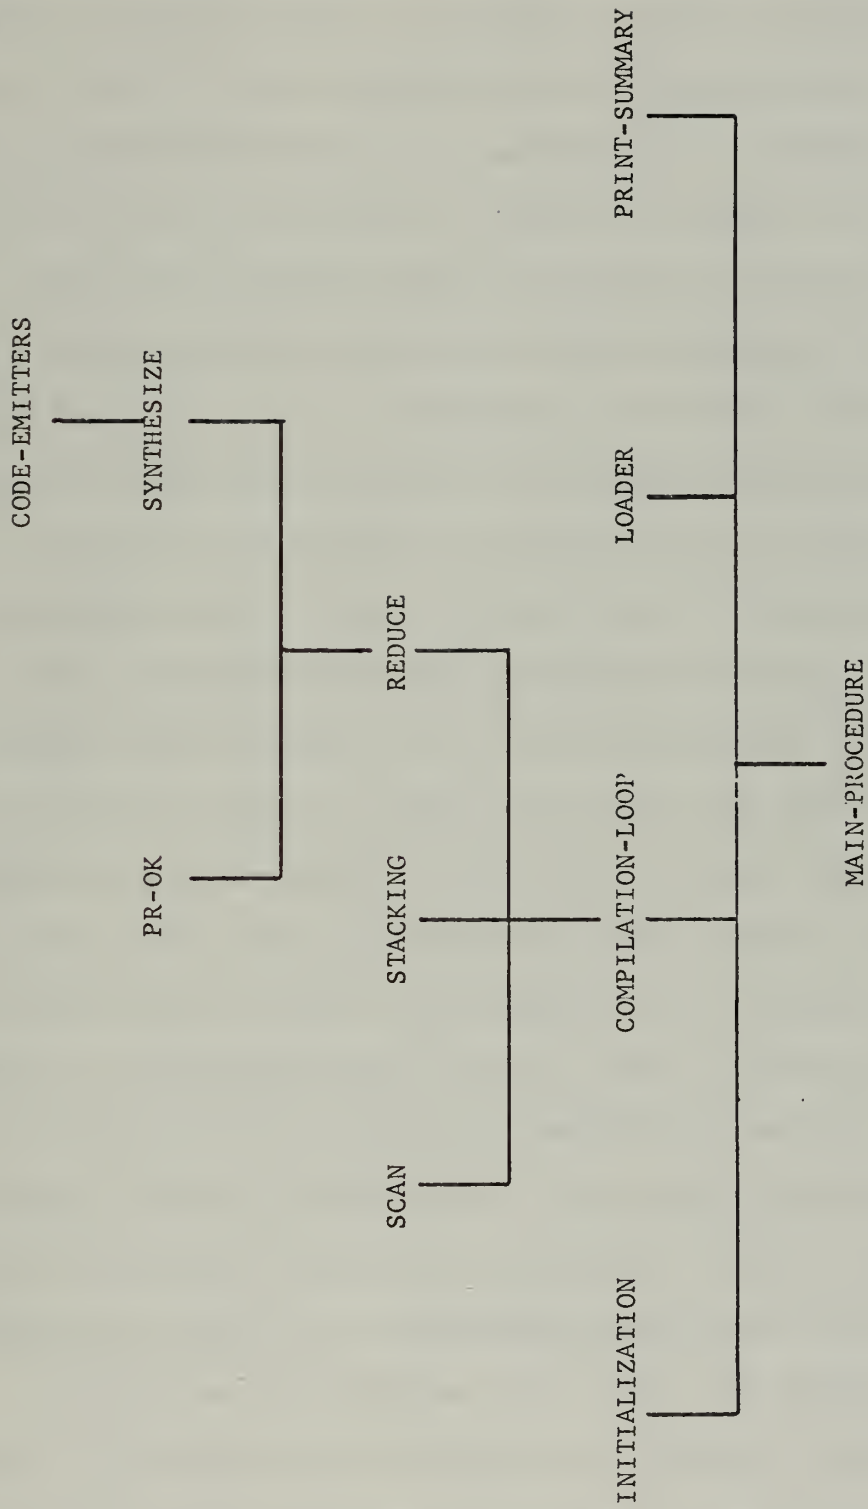 CODE-EMITTERS
PR-OK
SYNTHESIZE
SCAN
STACKING
REDUCE
INITIALIZATION
COMPILATION-LOOP
LOADER
PRINT-SUMMARY
MAIN-PROCEDURE